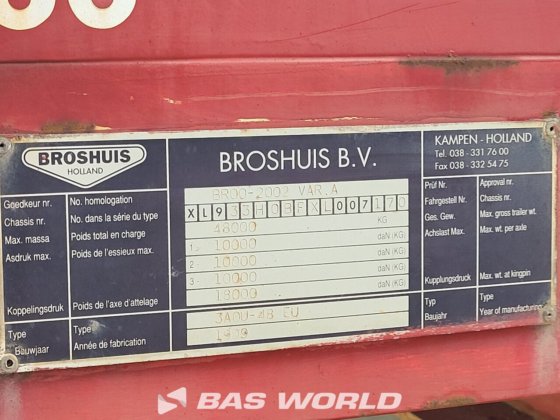 BROSHUIS
HOLLAND
BROSHUIS B.V.
KAMPEN - HOLLAND
Tel. 038 - 331 76 00
Fax 038 - 332 54 75
Goedkeur nr.
No. homologation
BR00-2002 VAR.A
Prüf Nr.
Approval nr.
Chassis nr.
No. dans la série du type
XL93SH0BFXL007170
Fahrgestell Nr.
Chassis nr.
Max. massa
Poids total en charge
48000
KG
Ges. Gew.
Max. gross trailer wt.
Asdruk max.
Poids de l'essieux max.
1
10000
daN (KG)
Achslast Max.
Max. wt. per axle
2
10000
daN (KG)
3
10000
daN (KG)
Koppelingsdruk
Poids de l'axe d'attelage
18000
daN (KG)
Kupplungsdruck
Max. wt. at kingpin
Type
Type
3AOU-48 EU
Typ
Type
Bouwjaar
Année de fabrication
1999
Baujahr
Year of manufacturing
BAS WORLD